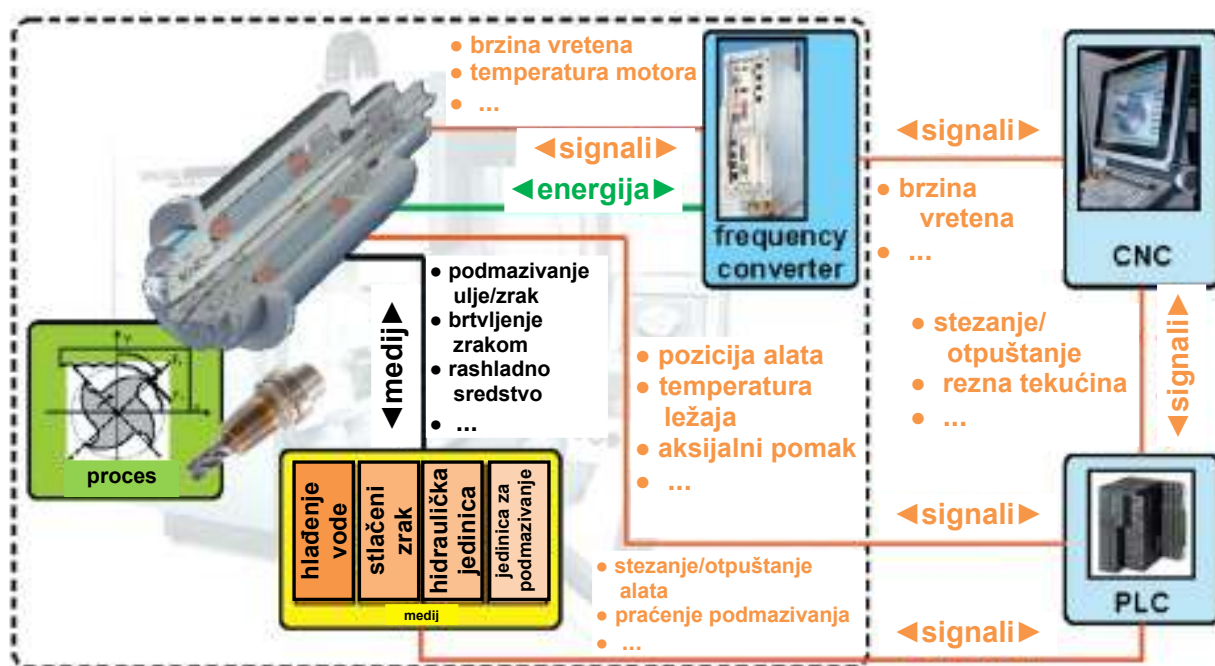 ● brzina vretena
● temperatura motora
● ...
◄signali►
◄energija►
frequency
converter
◄signali►
● brzina
vretena
● ...
CNC
● podmazivanje
ulje/zrak
● brtvljenje
zrakom
● rashladno
sredstvo
● ...
◄medij►
● pozicija alata
● temperatura
ležaja
● aksijalni pomak
● ...
● stezanje/
otpuštanje
● rezna tekućina
● ...
◄signali►
proces
hlađenje
vode
stlačeni
zrak
hidraulička
jedinica
jedinica za
podmazivanje
medij
◄signali►
PLC
● stezanje/otpuštanje
alata
● praćenje podmazivanja
● ...
◄signali►